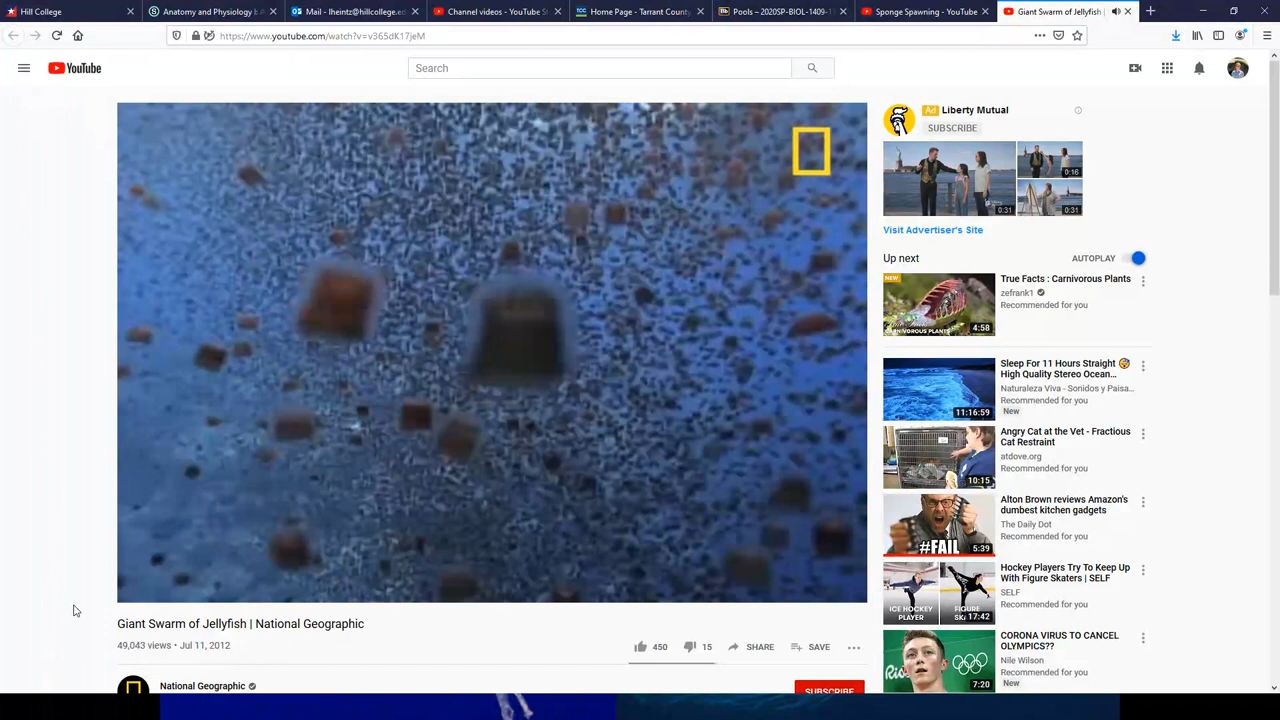 Hill College
Anatomy and Physiology
Mail - lheintz@hillcollege.ed
Channel videos - YouTube S
Home Page - Tarrant County
Pools – 2020SP-BIOL-1409-1
Sponge Spawning - YouTube
Giant Swarm of Jellyfish |
https://www.youtube.com/watch?v=v365dK17jeM
YouTube
Search
Ad Liberty Mutual
SUBSCRIBE
0:31
0:16
0:31
Visit Advertiser's Site
Up next
AUTOPLAY
NEW
CARNIVOROUS PLANTS
4:58
True Facts : Carnivorous Plants
zefrank1
Recommended for you
11:16:59
Sleep For 11 Hours Straight 😴
High Quality Stereo Ocean...
Naturaleza Viva - Sonidos y Paisa...
Recommended for you
New
10:15
Angry Cat at the Vet - Fractious
Cat Restraint
atdove.org
Recommended for you
#FAIL
5:39
Alton Brown reviews Amazon's
dumbest kitchen gadgets
The Daily Dot
Recommended for you
ICE HOCKEY
PLAYER
FIGURE
17:42
Hockey Players Try To Keep Up
With Figure Skaters | SELF
SELF
Recommended for you
7:20
CORONA VIRUS TO CANCEL
OLYMPICS??
Nile Wilson
Recommended for you
New
Giant Swarm of Jellyfish | National Geographic
49,043 views • Jul 11, 2012
450
15
SHARE
SAVE
National Geographic
SUBSCRIBE